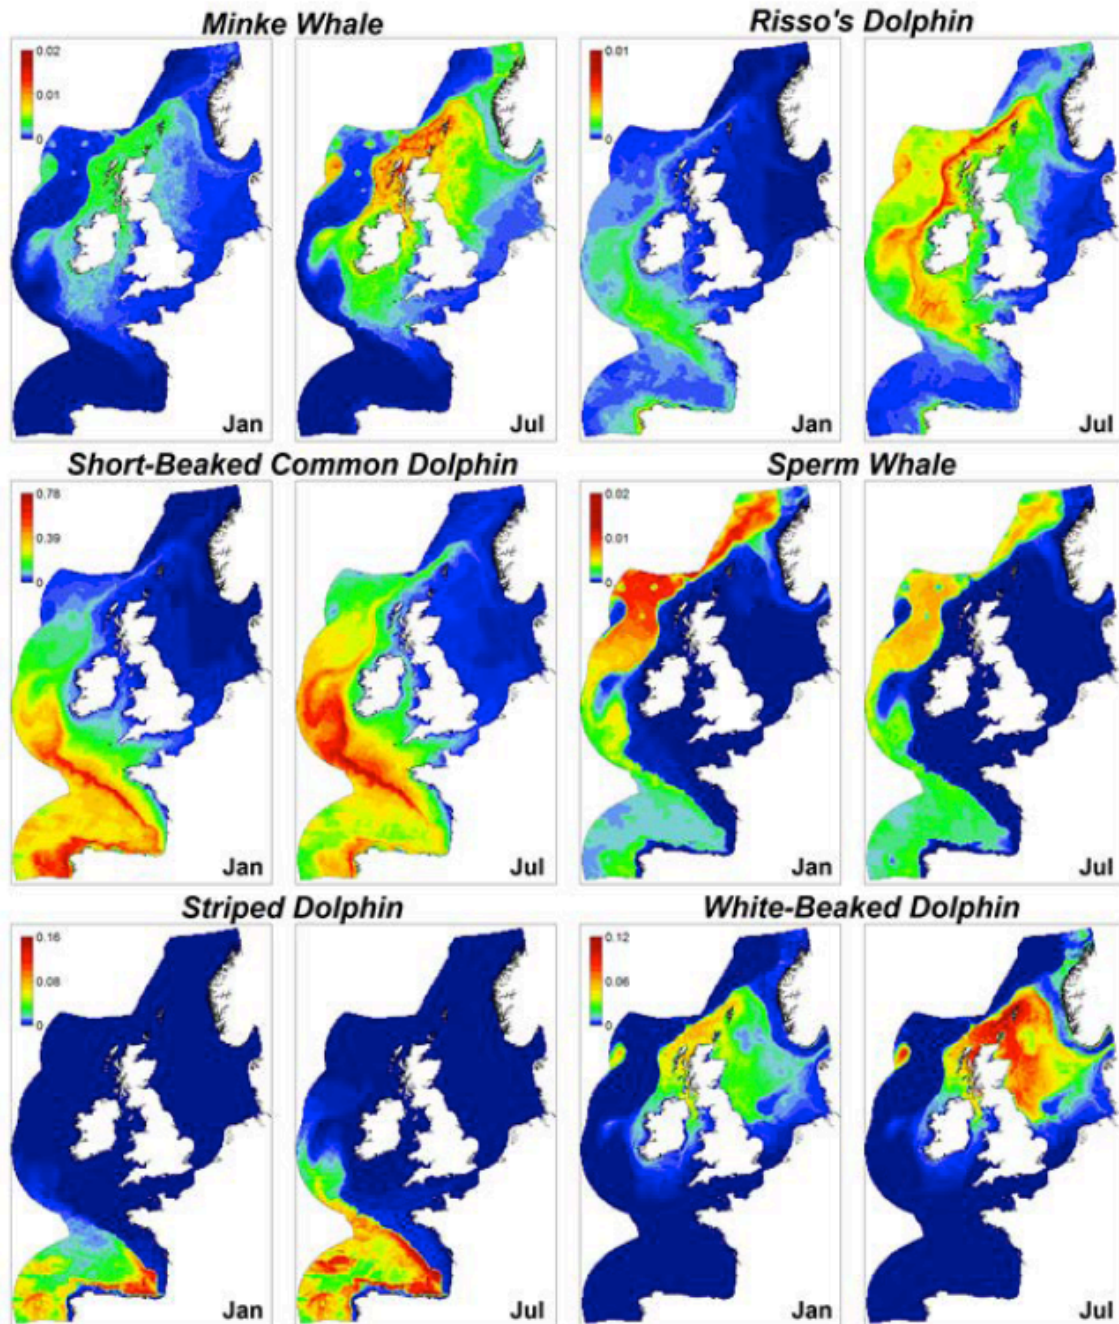 Minke Whale
Risso's Dolphin
0.02
0.01
0
Jan
Jul
0.01
0
Jan
Jul
Short-Beaked Common Dolphin
Sperm Whale
0.78
0.39
0
Jan
Jul
0.02
0.01
0
Jan
Jul
Striped Dolphin
White-Beaked Dolphin
0.16
0.08
0
Jan
Jul
0.12
0.06
0
Jan
Jul